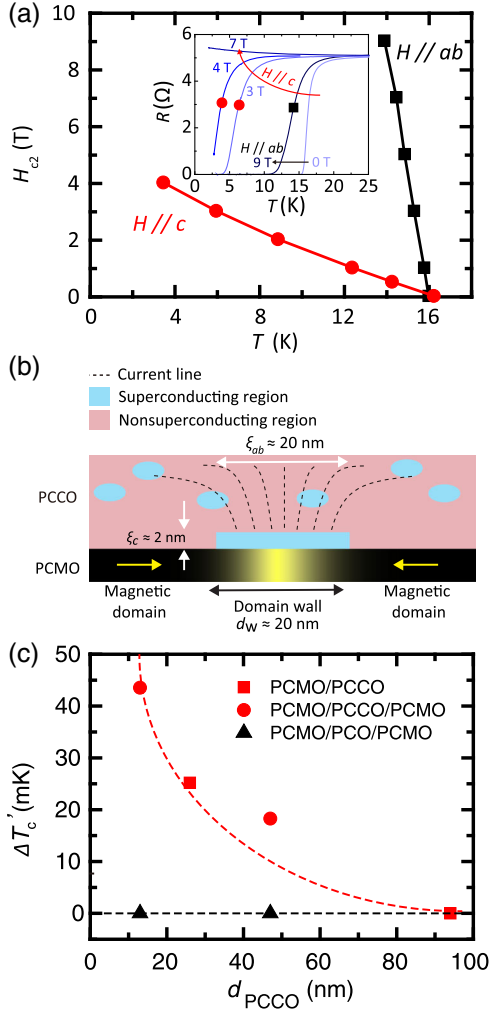 (a)
10
8
6
4
2
0
H_c2 (T)
0 4 8 12 16
T (K)
H // ab
H // c
6
5
4
3
2
1
0
R (Ω)
7 T
4 T
3 T
H // c
H // ab
9 T
0 T
0 5 10 15 20 25
T (K)
(b)
Current line
Superconducting region
Nonsuperconducting region
ξ_ab ≈ 20 nm
PCCO
ξ_c ≈ 2 nm
PCMO
Magnetic domain
Domain wall
d_w ≈ 20 nm
Magnetic domain
(c)
50
40
30
20
10
0
ΔT_c' (mK)
PCMO/PCCO
PCMO/PCCO/PCMO
PCMO/PCO/PCMO
0 20 40 60 80 100
d_PCCO (nm)